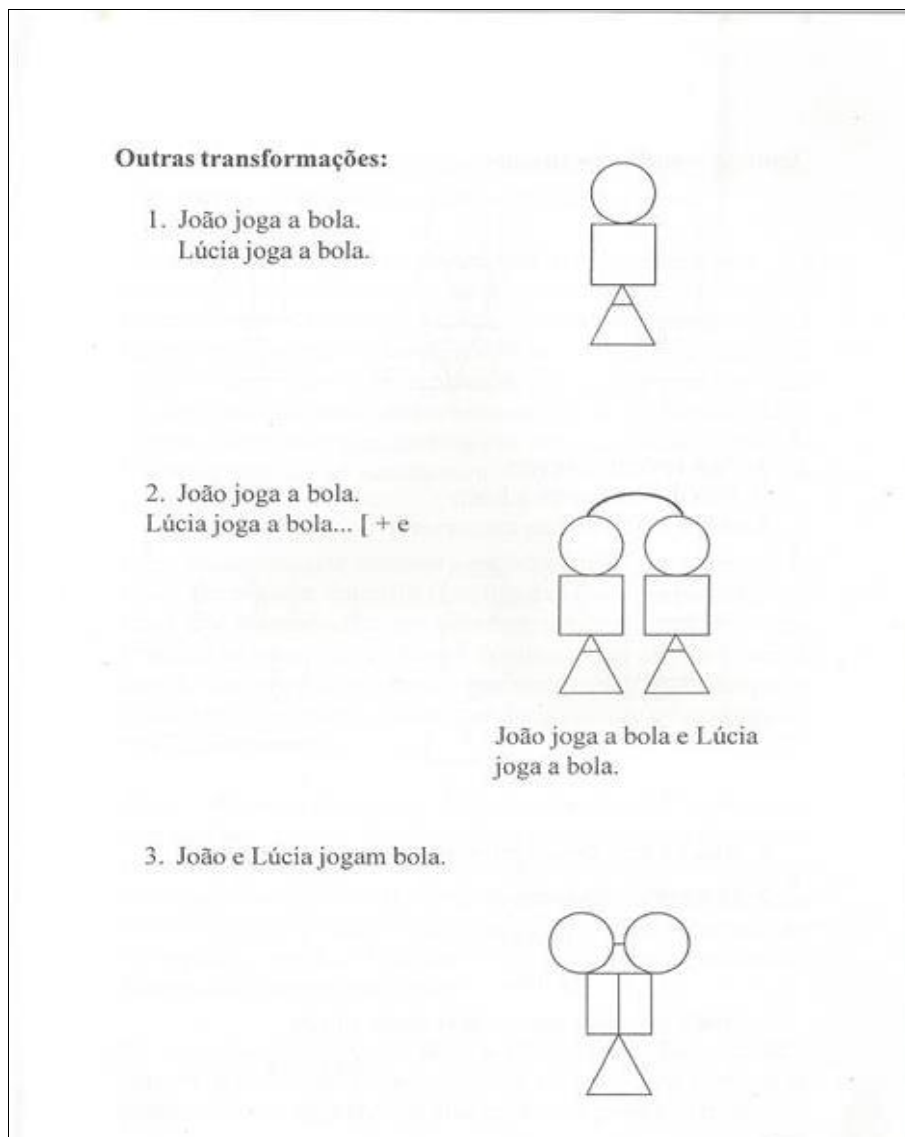 Outras transformações:
1. João joga a bola.
Lúcia joga a bola.
2. João joga a bola.
Lúcia joga a bola... [ + e
João joga a bola e Lúcia
joga a bola.
3. João e Lúcia jogam bola.